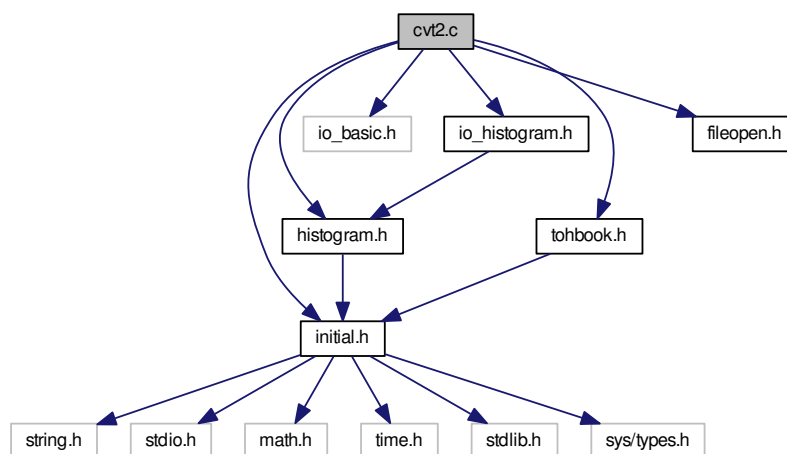 cvt2.c
io_basic.h
io_histogram.h
fileopen.h
histogram.h
tohbook.h
initial.h
string.h
stdio.h
math.h
time.h
stdlib.h
sys/types.h